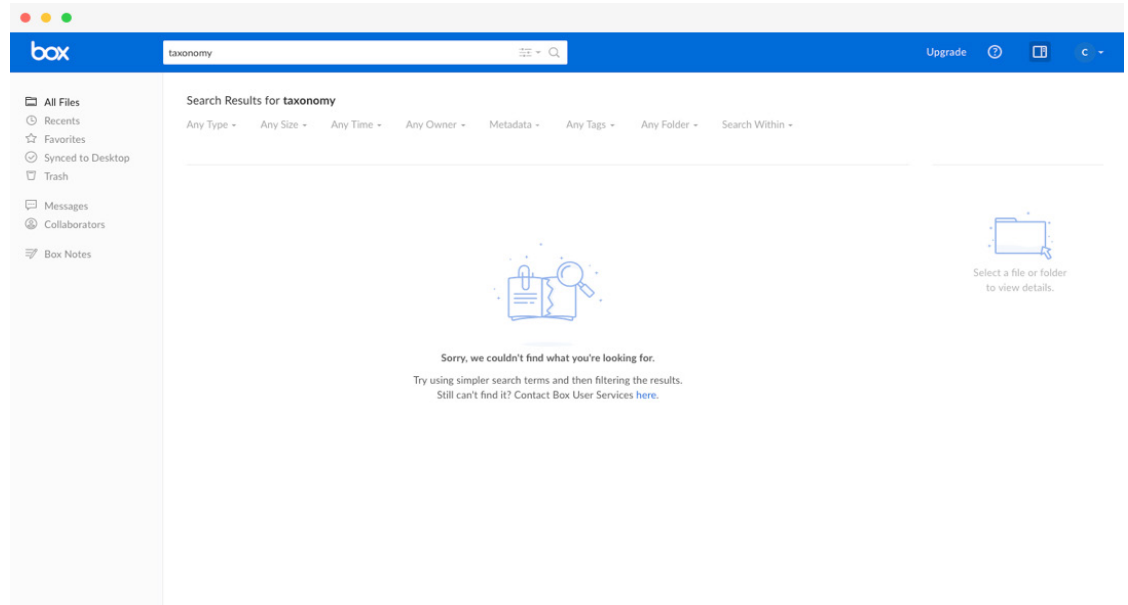 box
taxonomy
Upgrade
C
All Files
Recents
Favorites
Synced to Desktop
Trash
Messages
Collaborators
Box Notes
Search Results for taxonomy
Any Type
Any Size
Any Time
Any Owner
Metadata
Any Tags
Any Folder
Search Within
Sorry, we couldn't find what you're looking for.
Try using simpler search terms and then filtering the results.
Still can't find it? Contact Box User Services here.
Select a file or folder
to view details.